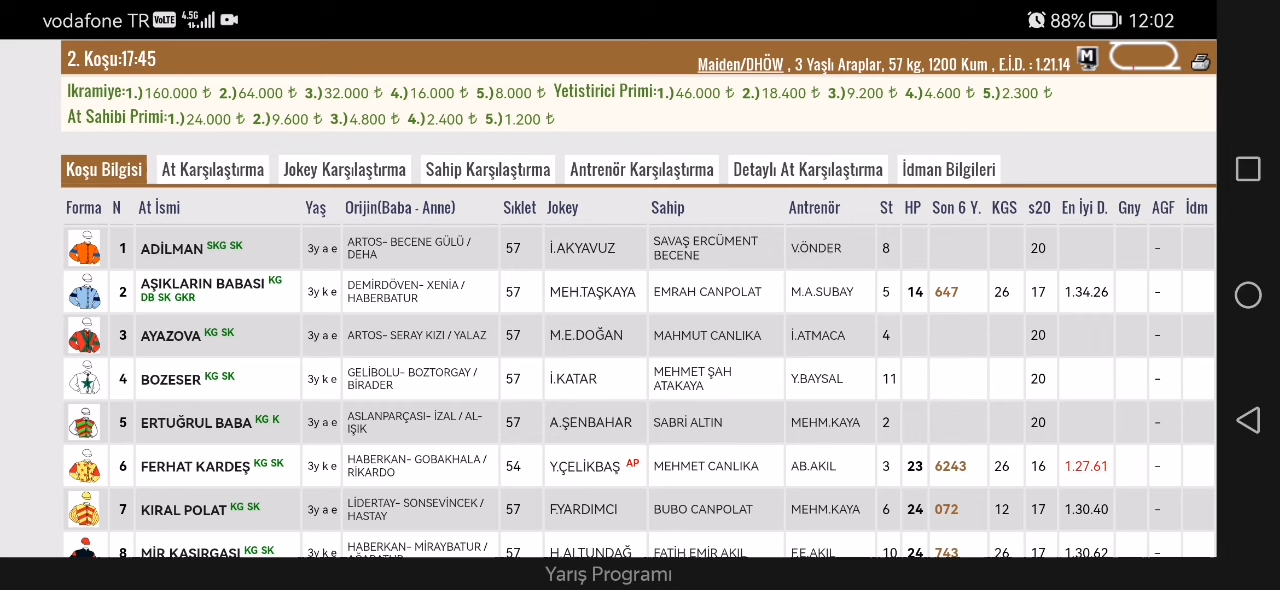 vodafone TR VoLTE 4.5G 88% 12:02
2. Koşu:17:45
Maiden/DHÖW , 3 Yaşlı Araplar, 57 kg, 1200 Kum , E.İ.D. : 1.21.14 M
Ikramiye:1.)160.000 ₺ 2.)64.000 ₺ 3.)32.000 ₺ 4.)16.000 ₺ 5.)8.000 ₺ Yetistirici Primi:1.)46.000 ₺ 2.)18.400 ₺ 3.)9.200 ₺ 4.)4.600 ₺ 5.)2.300 ₺
At Sahibi Primi:1.)24.000 ₺ 2.)9.600 ₺ 3.)4.800 ₺ 4.)2.400 ₺ 5.)1.200 ₺
Koşu Bilgisi At Karşılaştırma Jokey Karşılaştırma Sahip Karşılaştırma Antrenör Karşılaştırma Detaylı At Karşılaştırma İdman Bilgileri
Forma N At İsmi Yaş Orijin(Baba - Anne) Sıklet Jokey Sahip Antrenör St HP Son 6 Y. KGS s20 En İyi D. Gny AGF İdm
1 ADİLMAN SKG SK 3y a e ARTOS- BECENE GÜLÜ / DEHA 57 İ.AKYAVUZ SAVAŞ ERCÜMENT BECENE V.ÖNDER 8 20 -
2 AŞIKLARIN BABASI KG DB SK GKR 3y k e DEMİRDÖVEN- XENİA / HABERBATUR 57 MEH.TAŞKAYA EMRAH CANPOLAT M.A.SUBAY 5 14 647 26 17 1.34.26 -
3 AYAZOVA KG SK 3y a e ARTOS- SERAY KIZI / YALAZ 57 M.E.DOĞAN MAHMUT CANLIKA İ.ATMACA 4 20 -
4 BOZESER KG SK 3y k e GELİBOLU- BOZTORGAY / BİRADER 57 İ.KATAR MEHMET ŞAH ATAKAYA Y.BAYSAL 11 20 -
5 ERTUĞRUL BABA KG K 3y a e ASLANPARÇASI- İZAL / AL-IŞIK 57 A.ŞENBAHAR SABRİ ALTIN MEHM.KAYA 2 20 -
6 FERHAT KARDEŞ KG SK 3y k e HABERKAN- GOBAKHALA / RİKARDO 54 Y.ÇELİKBAŞ AP MEHMET CANLIKA AB.AKIL 3 23 6243 26 16 1.27.61 -
7 KIRAL POLAT KG SK 3y a e LİDERTAY- SONSEVİNCEK / HASTAY 57 F.YARDIMCI BUBO CANPOLAT MEHM.KAYA 6 24 072 12 17 1.30.40 -
8 MİR KASIRGASI KG SK 3y k e HABERKAN- MİRAYBATUR / AĞABATUR 57 H.ALTUNDAĞ FATİH EMİR AKIL F.E.AKIL 10 24 743 26 17 1.30.62 -
Yarış Programı